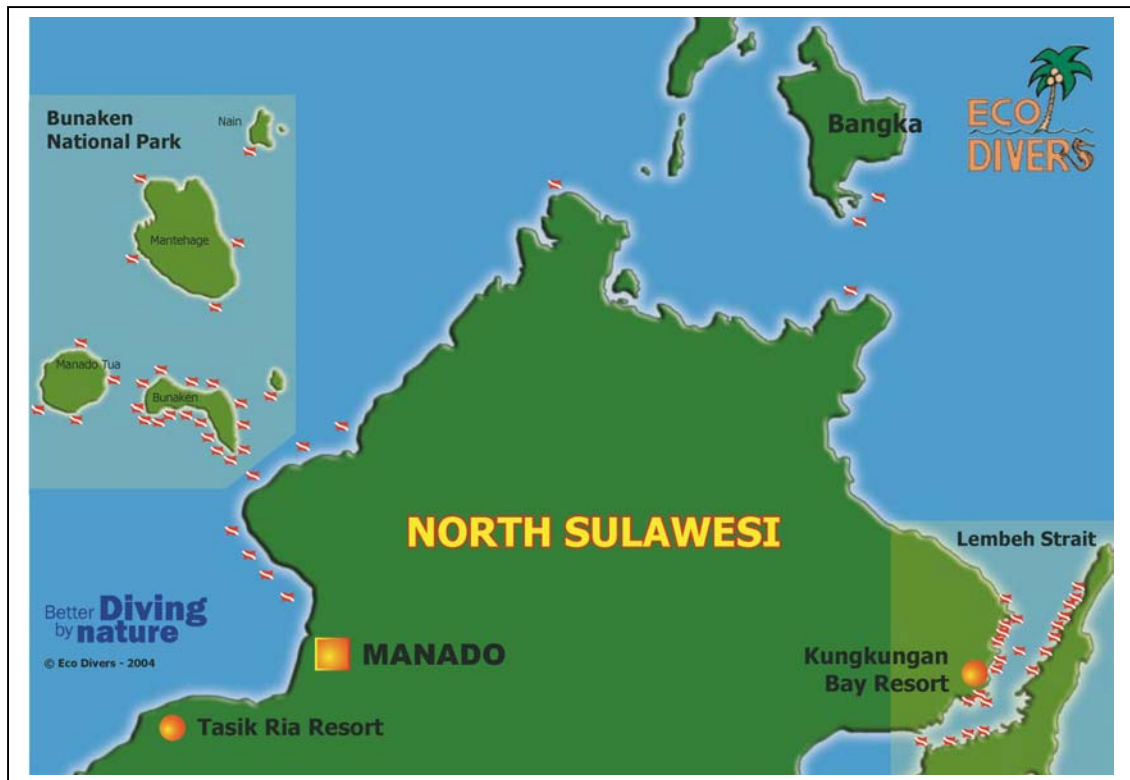 Bunaken
National Park
Nain
Bangka
ECO
DIVERS
Mantehage
Manado Tua
Bunaken
NORTH SULAWESI
Lembeh Strait
Better Diving
by nature
© Eco Divers - 2004
MANADO
Kungkungan
Bay Resort
Tasik Ria Resort